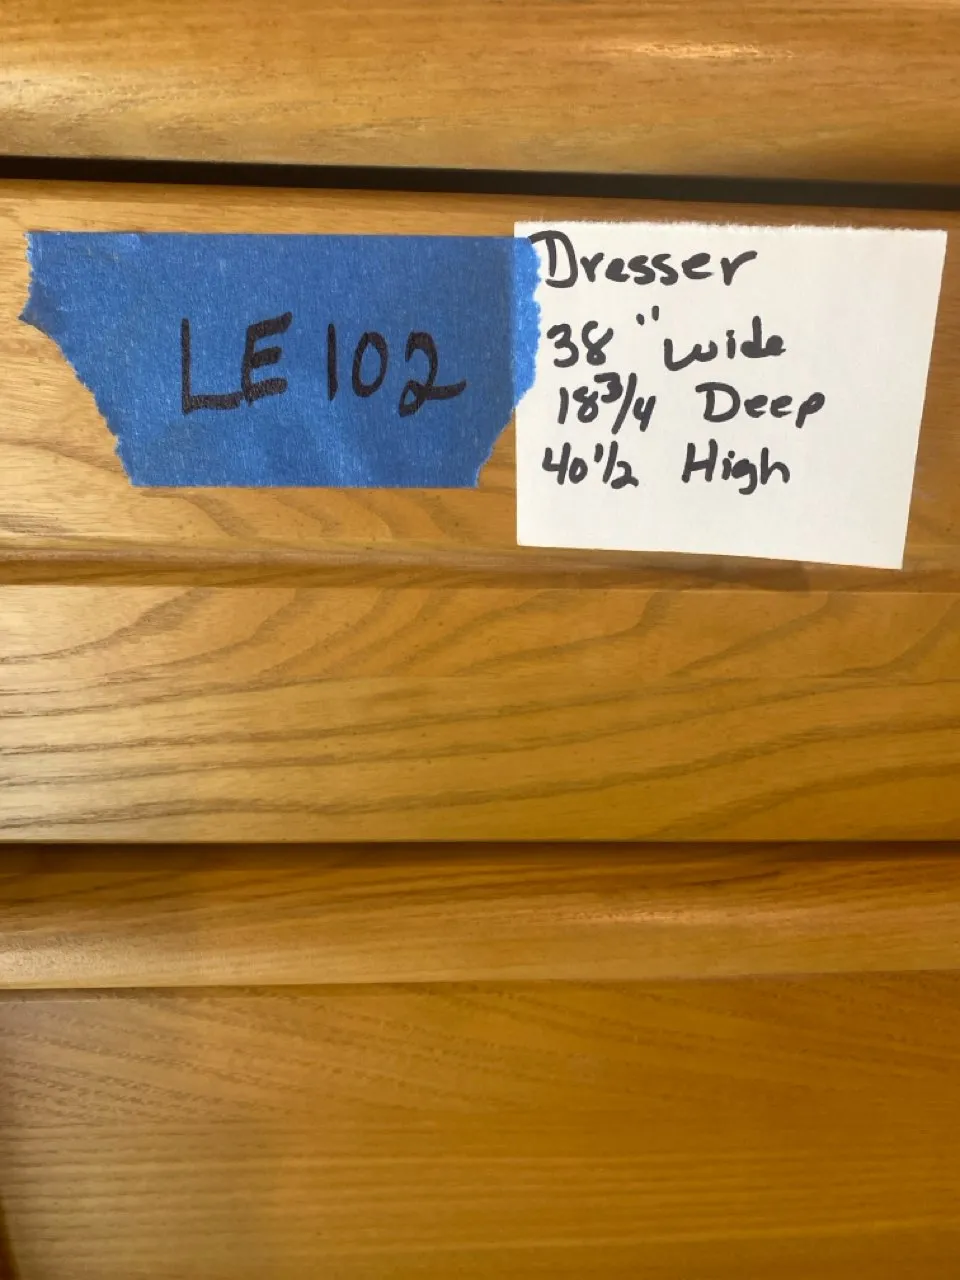 LE 102
Dresser
38" wide
18 3/4 Deep
40 1/2 High